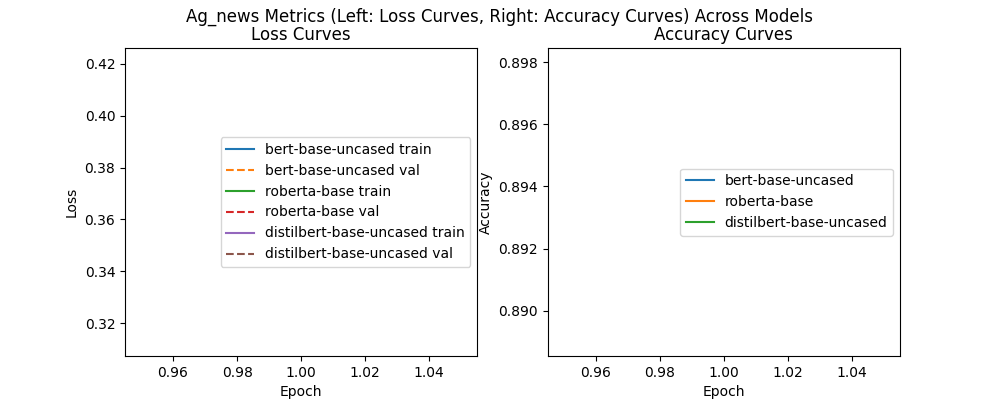 Ag_news Metrics (Left: Loss Curves, Right: Accuracy Curves) Across Models
Loss Curves
0.42
0.40
0.38
0.36
0.34
0.32
Loss
bert-base-uncased train
bert-base-uncased val
roberta-base train
roberta-base val
distilbert-base-uncased train
distilbert-base-uncased val
0.96 0.98 1.00 1.02 1.04
Epoch
Accuracy Curves
0.898
0.896
0.894
0.892
0.890
Accuracy
bert-base-uncased
roberta-base
distilbert-base-uncased
0.96 0.98 1.00 1.02 1.04
Epoch